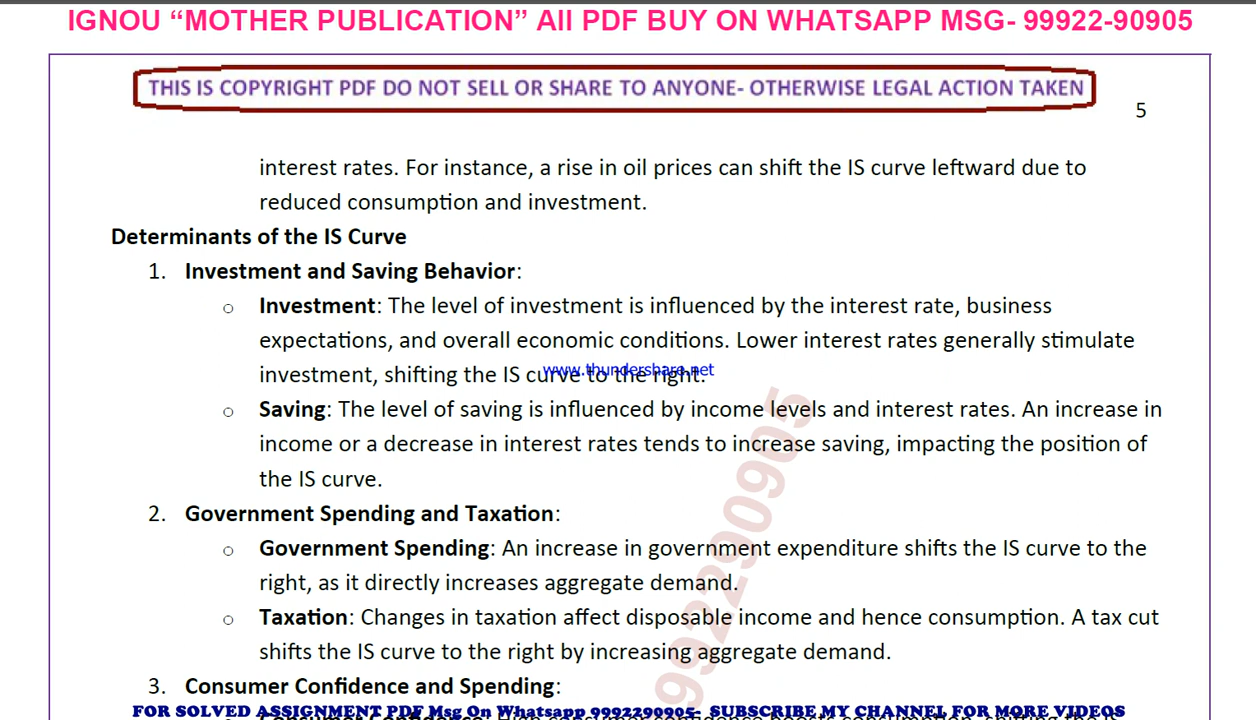 IGNOU “MOTHER PUBLICATION” All PDF BUY ON WHATSAPP MSG- 99922-90905
THIS IS COPYRIGHT PDF DO NOT SELL OR SHARE TO ANYONE- OTHERWISE LEGAL ACTION TAKEN
5
interest rates. For instance, a rise in oil prices can shift the IS curve leftward due to
reduced consumption and investment.
Determinants of the IS Curve
1. Investment and Saving Behavior:
o Investment: The level of investment is influenced by the interest rate, business
expectations, and overall economic conditions. Lower interest rates generally stimulate
investment, shifting the IS curve to the right.
www.thundershare.net
o Saving: The level of saving is influenced by income levels and interest rates. An increase in
income or a decrease in interest rates tends to increase saving, impacting the position of
the IS curve.
2. Government Spending and Taxation:
o Government Spending: An increase in government expenditure shifts the IS curve to the
right, as it directly increases aggregate demand.
o Taxation: Changes in taxation affect disposable income and hence consumption. A tax cut
shifts the IS curve to the right by increasing aggregate demand.
3. Consumer Confidence and Spending:
FOR SOLVED ASSIGNMENT PDF Msg On Whatsapp 9992290905- SUBSCRIBE MY CHANNEL FOR MORE VIDEOS
9992290905